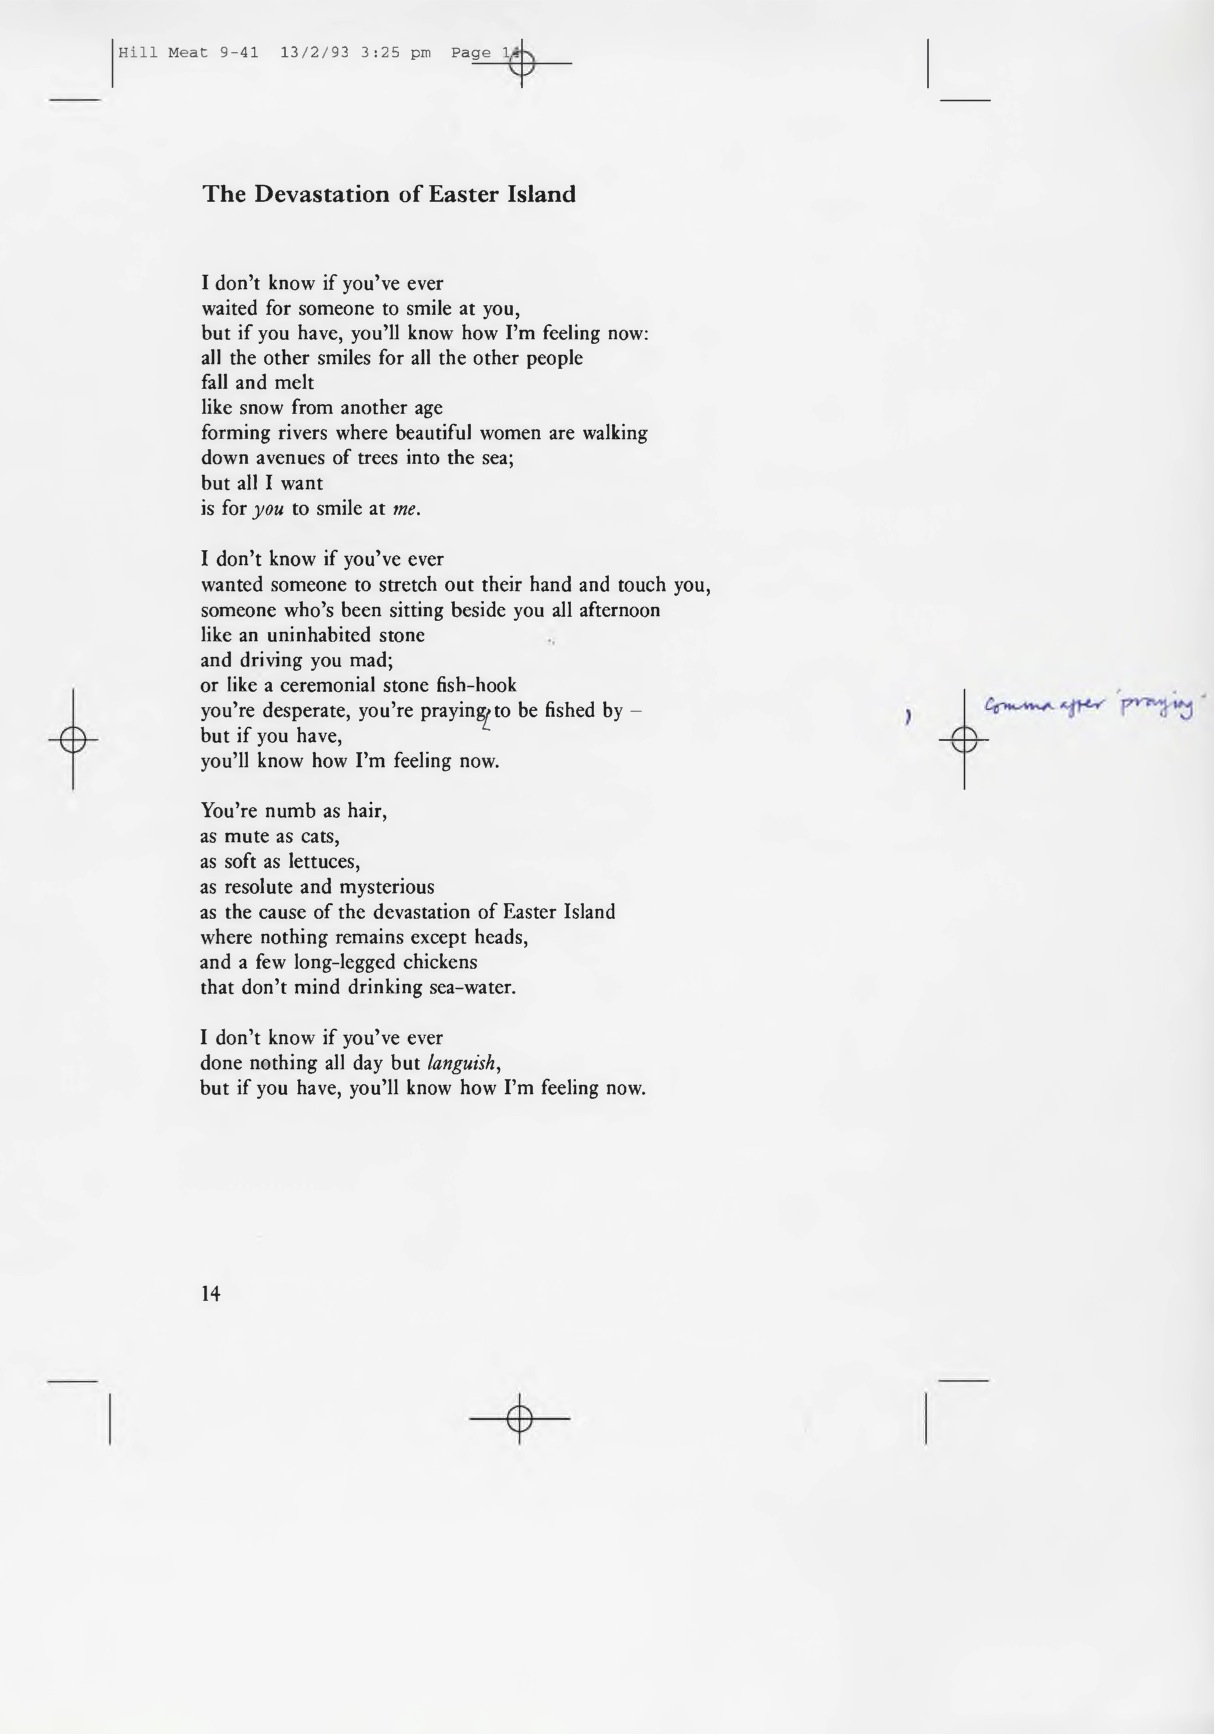 Hill Meat 9-41 13/2/93 3:25 pm Page 14
The Devastation of Easter Island
I don't know if you've ever
waited for someone to smile at you,
but if you have, you'll know how I'm feeling now:
all the other smiles for all the other people
fall and melt
like snow from another age
forming rivers where beautiful women are walking
down avenues of trees into the sea;
but all I want
is for you to smile at me.
I don't know if you've ever
wanted someone to stretch out their hand and touch you,
someone who's been sitting beside you all afternoon
like an uninhabited stone
and driving you mad;
or like a ceremonial stone fish-hook
you're desperate, you're praying, to be fished by –
, comma after 'praying'
but if you have,
you'll know how I'm feeling now.
You're numb as hair,
as mute as cats,
as soft as lettuces,
as resolute and mysterious
as the cause of the devastation of Easter Island
where nothing remains except heads,
and a few long-legged chickens
that don't mind drinking sea-water.
I don't know if you've ever
done nothing all day but languish,
but if you have, you'll know how I'm feeling now.
14